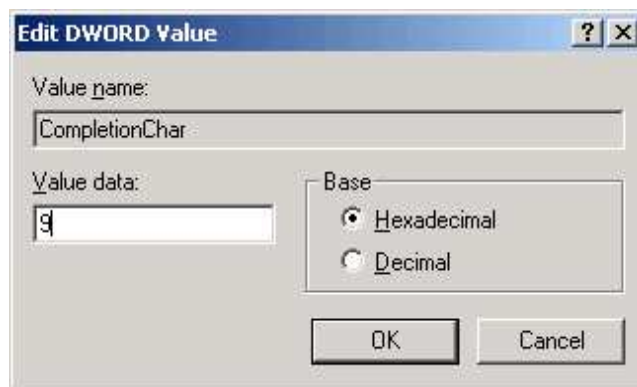 Edit DWORD Value
Value name:
CompletionChar
Value data:
9
Base
Hexadecimal
Decimal
OK
Cancel